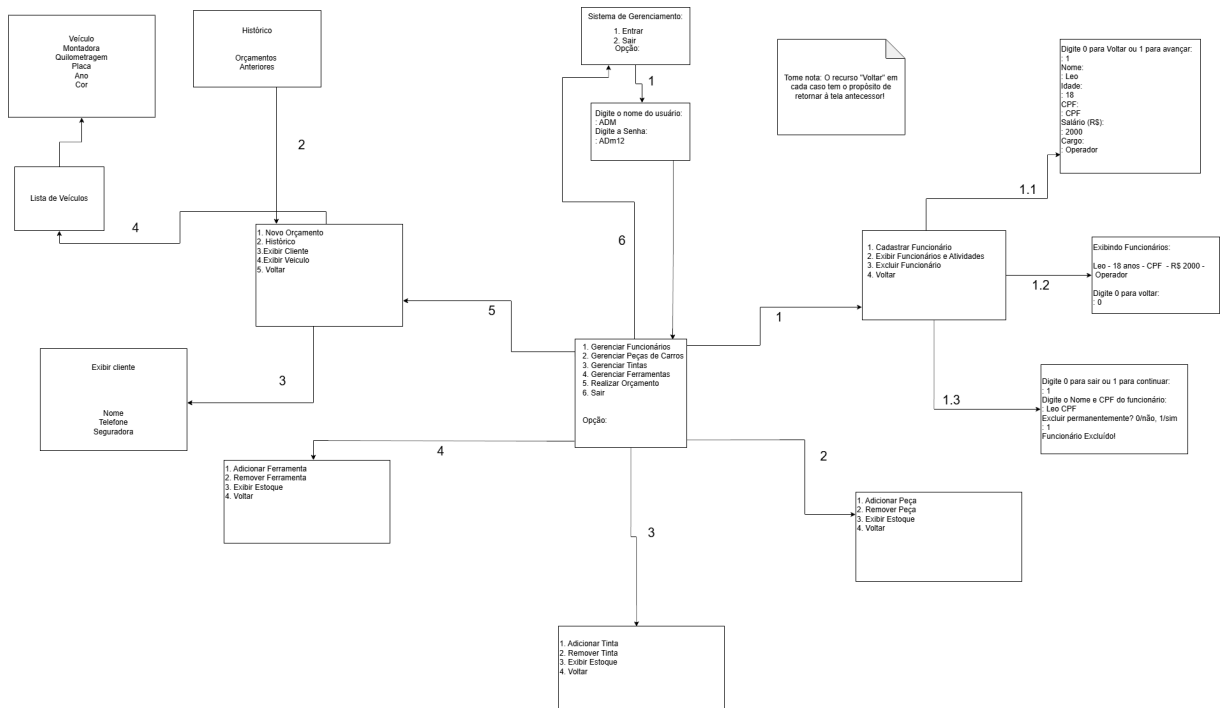 Veículo
Montadora
Quilometragem
Placa
Ano
Cor
Histórico
Orçamentos
Anteriores
Sistema de Gerenciamento:
1. Entrar
2. Sair
Opção:
Tome nota: O recurso "Voltar" em
cada caso tem o propósito de
retornar à tela antecessor!
Digite 0 para Voltar ou 1 para avançar:
: 1
Nome:
: Leo
Idade:
: 18
CPF:
: CPF
Salário (R$):
: 2000
Cargo:
: Operador
1
Digite o nome do usuário:
: ADM
Digite a Senha:
: ADm12
2
Lista de Veículos
4
1.1
1. Novo Orçamento
2. Histórico
3.Exibir Cliente
4.Exibir Veiculo
5. Voltar
6
1. Cadastrar Funcionário
2. Exibir Funcionários e Atividades
3. Excluir Funcionário
4. Voltar
1.2
Exibindo Funcionários:
Leo - 18 anos - CPF - R$ 2000 -
Operador
Digite 0 para voltar:
: 0
5
1
1. Gerenciar Funcionários
2. Gerenciar Peças de Carros
3. Gerenciar Tintas
4. Gerenciar Ferramentas
5. Realizar Orçamento
6. Sair
Opção:
Exibir cliente
Nome
Telefone
Seguradora
3
1.3
Digite 0 para sair ou 1 para continuar:
: 1
Digite o Nome e CPF do funcionário:
: Leo CPF
Excluir permanentemente? 0/não, 1/sim
: 1
Funcionário Excluído!
4
2
1. Adicionar Ferramenta
2. Remover Ferramenta
3. Exibir Estoque
4. Voltar
1. Adicionar Peça
2. Remover Peça
3. Exibir Estoque
4. Voltar
3
1. Adicionar Tinta
2. Remover Tinta
3. Exibir Estoque
4. Voltar